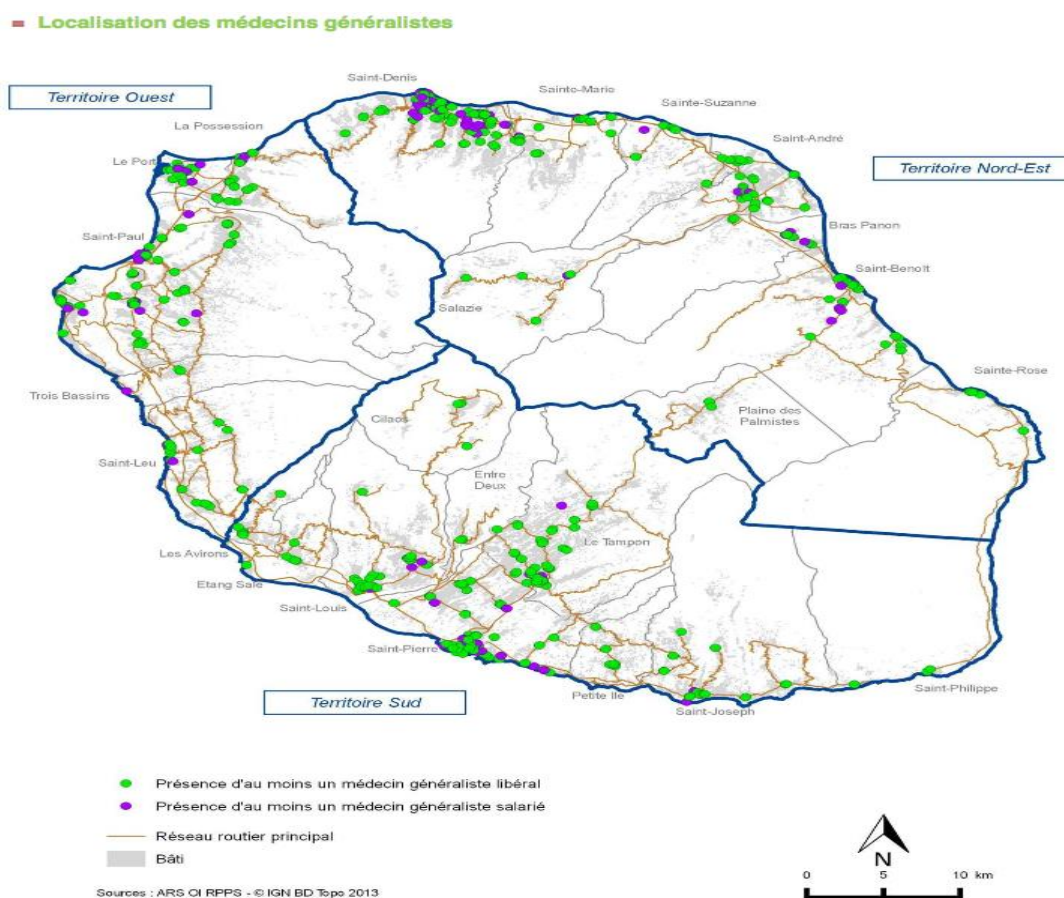 Localisation des médecins généralistes
Saint-Denis
Sainte-Marie
Sainte-Suzanne
Territoire Ouest
La Possession
Saint-André
Le Port
Territoire Nord-Est
Bras Panon
Saint-Paul
Saint-Benoît
Salazie
Sainte-Rose
Trois Bassins
Plaine des
Palmistes
Cilaos
Saint-Leu
Entre
Deux
Le Tampon
Les Avirons
Etang Salé
Saint-Louis
Saint-Pierre
Saint-Philippe
Petite Ile
Territoire Sud
Saint-Joseph
Présence d'au moins un médecin généraliste libéral
Présence d'au moins un médecin généraliste salarié
Réseau routier principal
Bâti
N
0 5 10 km
Sources : ARS OI RPPS - © IGN BD Topo 2013